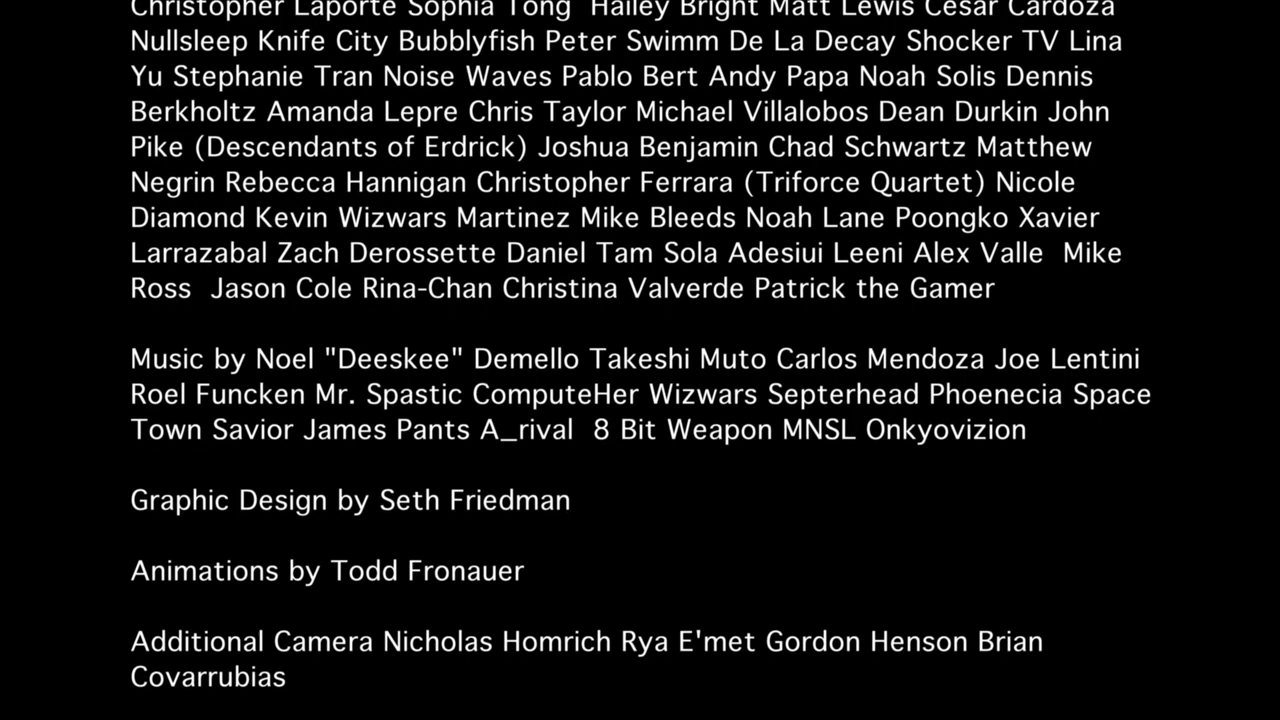 Christopher Laporte Sophia Tong  Hailey Bright Matt Lewis Cesar Cardoza
Nullsleep Knife City Bubblyfish Peter Swimm De La Decay Shocker TV Lina
Yu Stephanie Tran Noise Waves Pablo Bert Andy Papa Noah Solis Dennis
Berkholtz Amanda Lepre Chris Taylor Michael Villalobos Dean Durkin John
Pike (Descendants of Erdrick) Joshua Benjamin Chad Schwartz Matthew
Negrin Rebecca Hannigan Christopher Ferrara (Triforce Quartet) Nicole
Diamond Kevin Wizwars Martinez Mike Bleeds Noah Lane Poongko Xavier
Larrazabal Zach Derossette Daniel Tam Sola Adesiui Leeni Alex Valle  Mike
Ross  Jason Cole Rina-Chan Christina Valverde Patrick the Gamer
Music by Noel "Deeskee" Demello Takeshi Muto Carlos Mendoza Joe Lentini
Roel Funcken Mr. Spastic ComputeHer Wizwars Septerhead Phoenecia Space
Town Savior James Pants A_rival  8 Bit Weapon MNSL Onkyovizion
Graphic Design by Seth Friedman
Animations by Todd Fronauer
Additional Camera Nicholas Homrich Rya E'met Gordon Henson Brian
Covarrubias